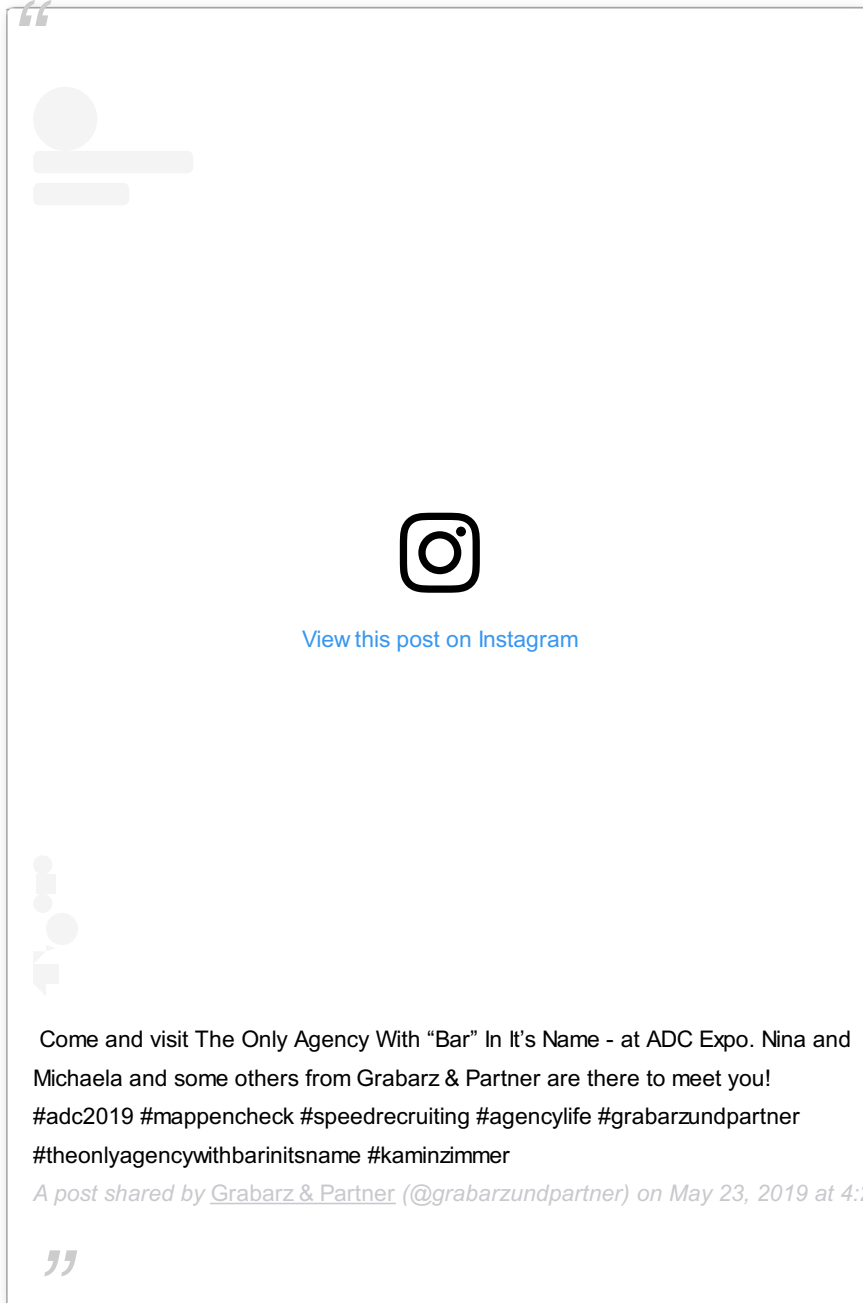 “
View this post on Instagram
Come and visit The Only Agency With “Bar” In It’s Name - at ADC Expo. Nina and
Michaela and some others from Grabarz & Partner are there to meet you!
#adc2019 #mappencheck #speedrecruiting #agencylife #grabarzundpartner
#theonlyagencywithbarinitsname #kaminzimmer
A post shared by Grabarz & Partner (@grabarzundpartner) on May 23, 2019 at 4:
”